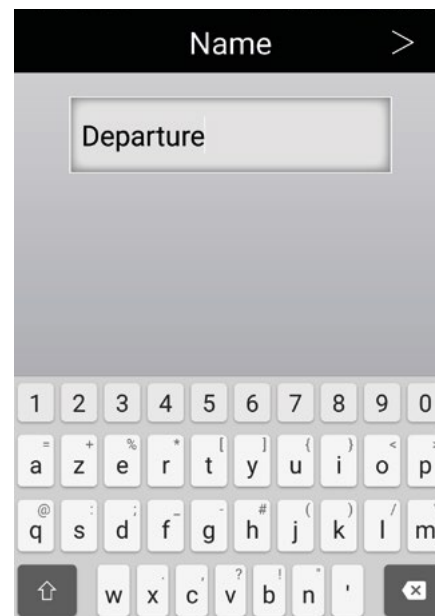 Name >
Departure
1 2 3 4 5 6 7 8 9 0
= + % * [ ] { } <
a z e r t y u i o p
@ : ; _ - # ( ) /
q s d f g h j k l m
. , ? ! "
w x c v b n '